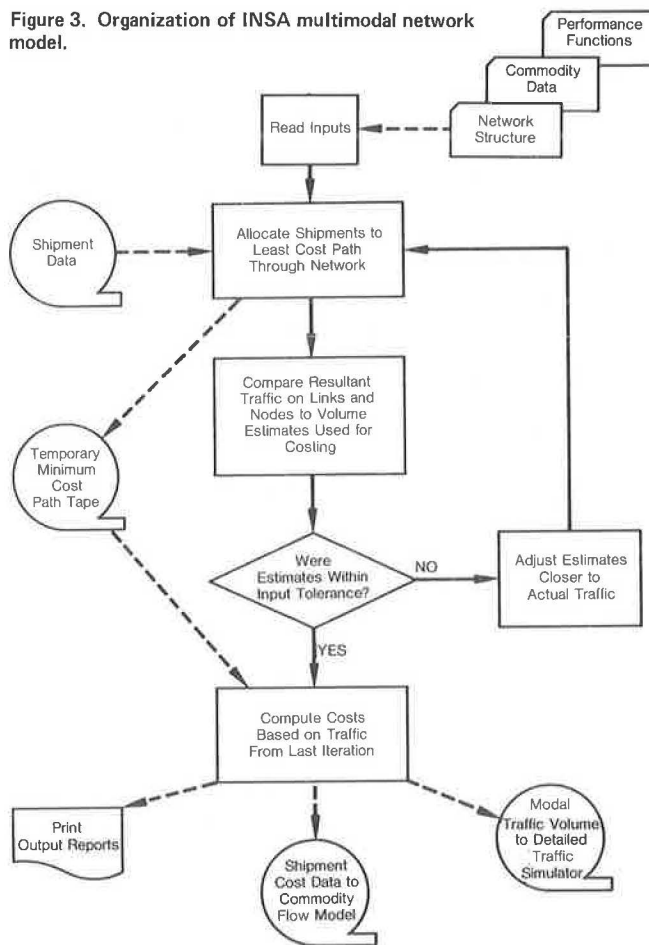 Figure 3. Organization of INSA multimodal network
model.
Performance
Functions
Commodity
Data
Network
Structure
Read Inputs
Shipment
Data
Allocate Shipments to
Least Cost Path
Through Network
Compare Resultant
Traffic on Links and
Nodes to Volume
Estimates Used for
Costing
Temporary
Minimum
Cost
Path Tape
Were
Estimates Within
Input Tolerance?
NO
Adjust Estimates
Closer to
Actual Traffic
YES
Compute Costs
Based on Traffic
From Last Iteration
Print
Output Reports
Shipment
Cost Data to
Commodity
Flow Model
Modal
Traffic Volume
to Detailed
Traffic
Simulator